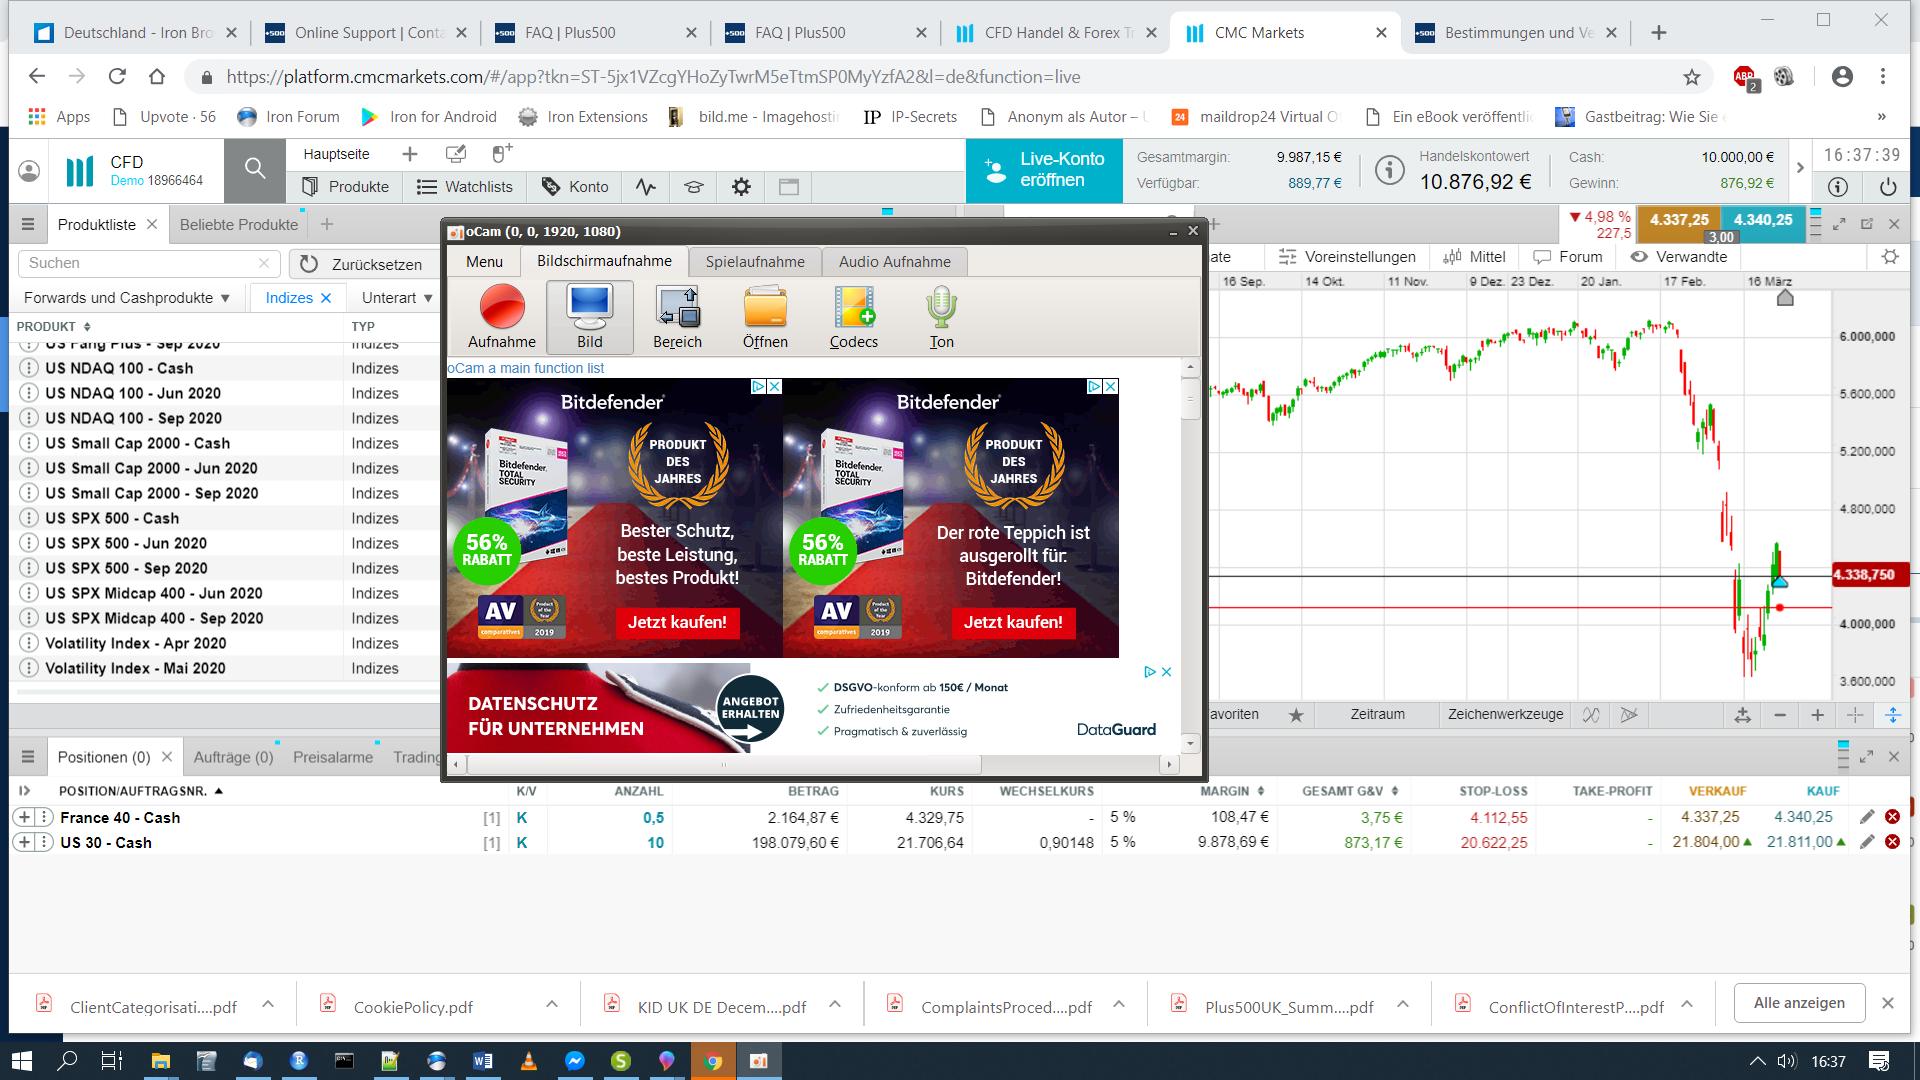 Deutschland - Iron Bro
Online Support | Conta
FAQ | Plus500
FAQ | Plus500
CFD Handel & Forex Tr
CMC Markets
Bestimmungen und Ve
https://platform.cmcmarkets.com/#/app?tkn=ST-5jx1VZcgYHoZyTwrM5eTtmSP0MyYzfA2&l=de&function=live
ABP
2
Apps
Upvote · 56
Iron Forum
Iron for Android
Iron Extensions
bild.me - Imagehosti
IP IP-Secrets
Anonym als Autor –
24 maildrop24 Virtual O
Ein eBook veröffentli
Gastbeitrag: Wie Sie
»
CFD
Demo 18966464
Hauptseite
Produkte
Watchlists
Konto
Live-Konto
eröffnen
Gesamtmargin: 9.987,15 €
Verfügbar: 889,77 €
Handelskontowert
10.876,92 €
Cash: 10.000,00 €
Gewinn: 876,92 €
16:37:39
Produktliste
Beliebte Produkte
4,98 %
227,5
4.337,25
4.340,25
3,00
Suchen
Zurücksetzen
ate
Voreinstellungen
Mittel
Forum
Verwandte
Forwards und Cashprodukte
Indizes
Unterart
PRODUKT
TYP
US Fang Plus - Sep 2020 Indizes
US NDAQ 100 - Cash Indizes
US NDAQ 100 - Jun 2020 Indizes
US NDAQ 100 - Sep 2020 Indizes
US Small Cap 2000 - Cash Indizes
US Small Cap 2000 - Jun 2020 Indizes
US Small Cap 2000 - Sep 2020 Indizes
US SPX 500 - Cash Indizes
US SPX 500 - Jun 2020 Indizes
US SPX 500 - Sep 2020 Indizes
US SPX Midcap 400 - Jun 2020 Indizes
US SPX Midcap 400 - Sep 2020 Indizes
Volatility Index - Apr 2020 Indizes
Volatility Index - Mai 2020 Indizes
oCam (0, 0, 1920, 1080)
Menu
Bildschirmaufnahme
Spielaufnahme
Audio Aufnahme
Aufnahme
Bild
Bereich
Öffnen
Codecs
Ton
oCam a main function list
Bitdefender
PRODUKT
DES
JAHRES
Bitdefender
TOTAL
SECURITY
56%
RABATT
Bester Schutz,
beste Leistung,
bestes Produkt!
AV
comparatives
Product
of the Year
2019
Jetzt kaufen!
Bitdefender
PRODUKT
DES
JAHRES
Bitdefender
TOTAL
SECURITY
56%
RABATT
Der rote Teppich ist
ausgerollt für:
Bitdefender!
AV
comparatives
Product
of the Year
2019
Jetzt kaufen!
DATENSCHUTZ
FÜR UNTERNEHMEN
ANGEBOT
ERHALTEN
DSGVO-konform ab 150€ / Monat
Zufriedenheitsgarantie
Pragmatisch & zuverlässig
DataGuard
16 Sep.
14 Okt.
11 Nov.
9 Dez.
23 Dez.
20 Jan.
17 Feb.
16 März
6.000,000
5.600,000
5.200,000
4.800,000
4.338,750
4.000,000
3.600,000
avoriten
Zeitraum
Zeichenwerkzeuge
Positionen (0)
Aufträge (0)
Preisalarme
Trading
POSITION/AUFTRAGSNR. K/V ANZAHL BETRAG KURS WECHSELKURS MARGIN GESAMT G&V STOP-LOSS TAKE-PROFIT VERKAUF KAUF
France 40 - Cash [1] K 0,5 2.164,87 € 4.329,75 - 5 % 108,47 € 3,75 € 4.112,55 - 4.337,25 4.340,25
US 30 - Cash [1] K 10 198.079,60 € 21.706,64 0,90148 5 % 9.878,69 € 873,17 € 20.622,25 - 21.804,00 21.811,00
ClientCategorisati....pdf
CookiePolicy.pdf
KID UK DE Decem....pdf
ComplaintsProced....pdf
Plus500UK_Summ....pdf
ConflictOfInterestP....pdf
Alle anzeigen
16:37